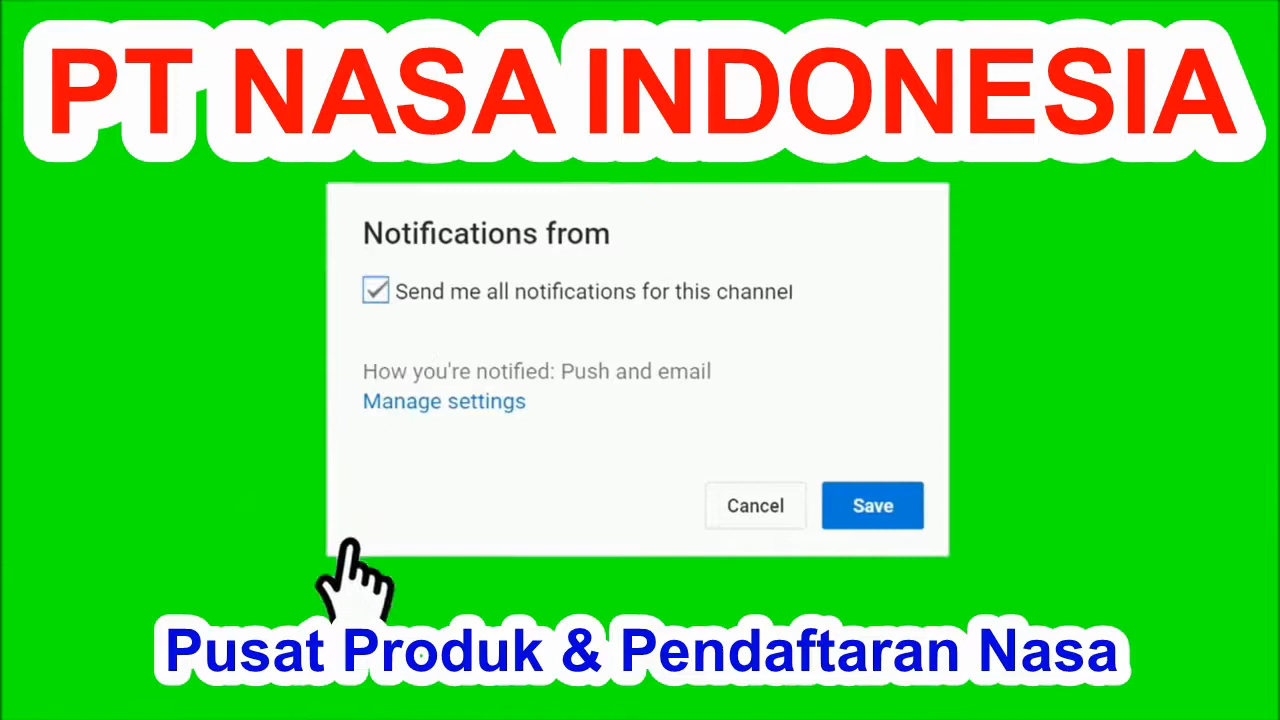 PT NASA INDONESIA
Notifications from
Send me all notifications for this channel
How you're notified: Push and email
Manage settings
Cancel Save
Pusat Produk & Pendaftaran Nasa